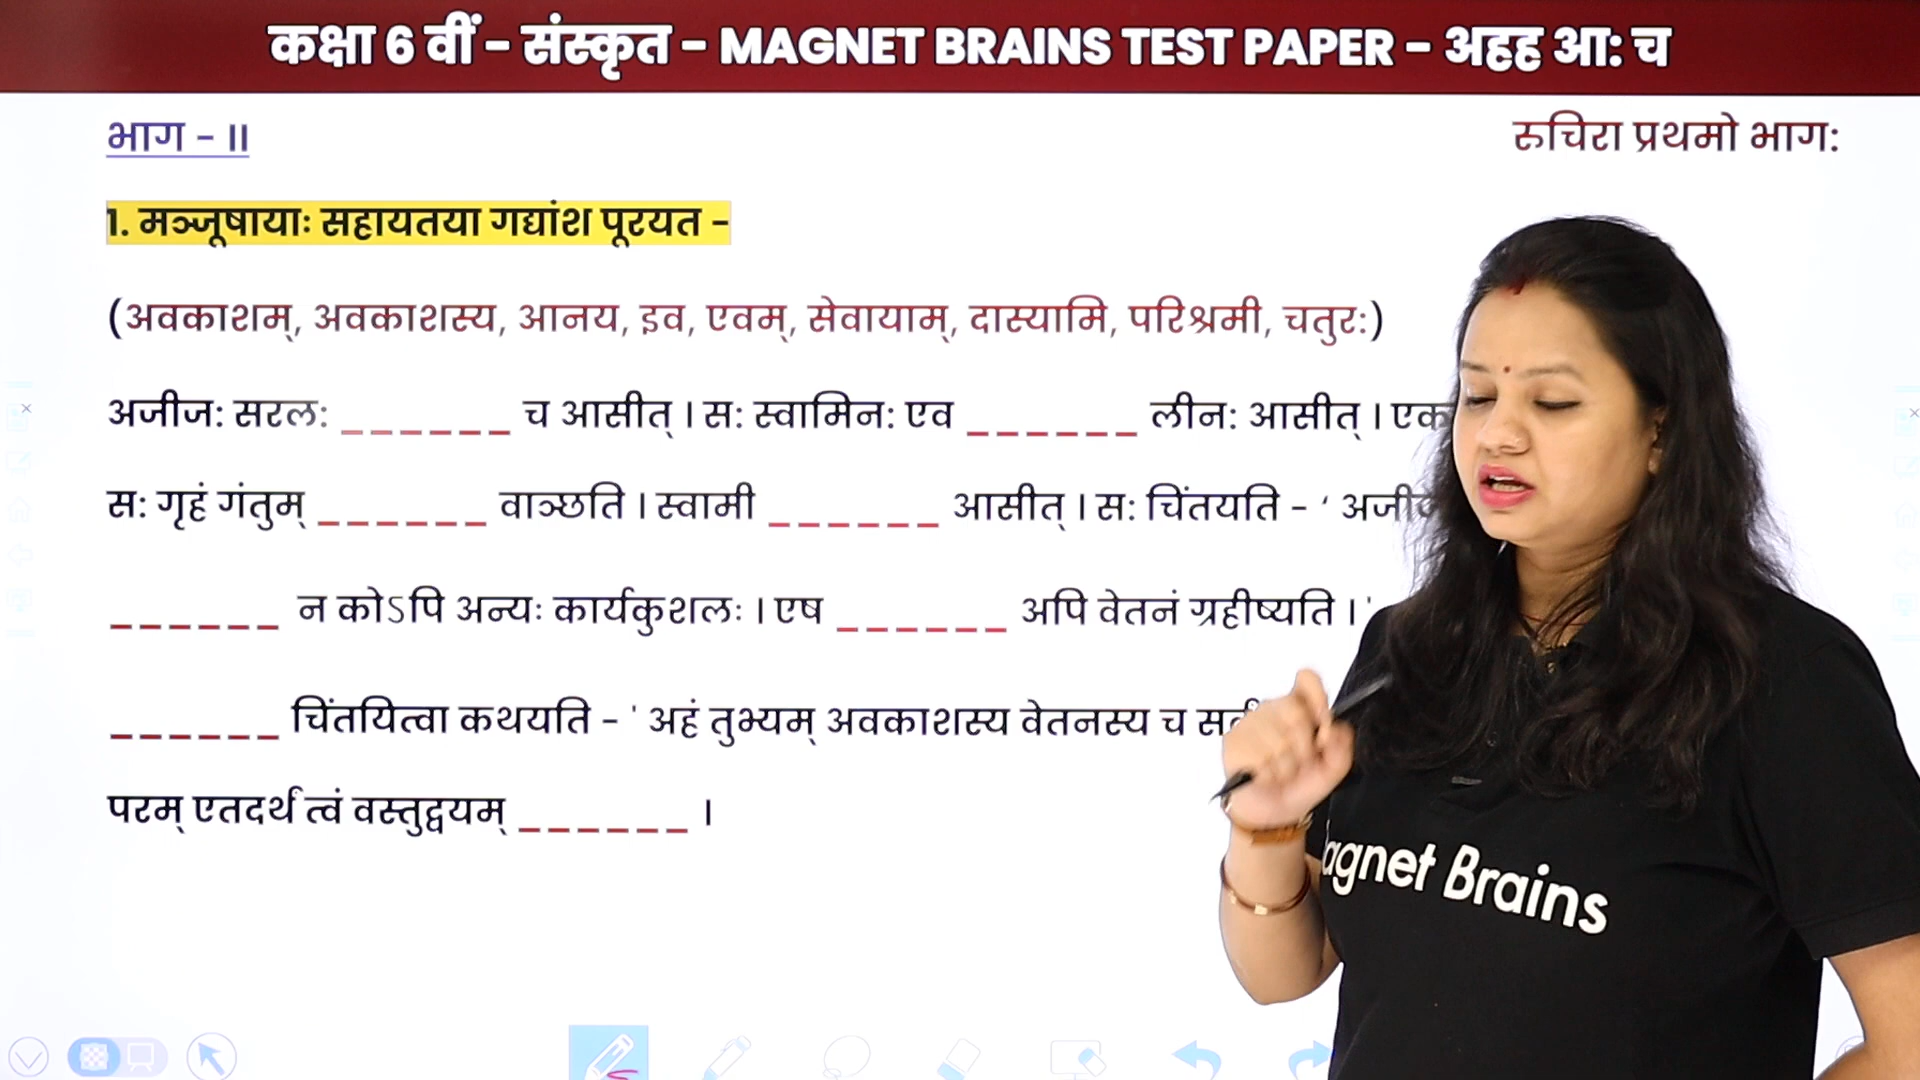 कक्षा 6 वीं - संस्कृत - MAGNET BRAINS TEST PAPER - अहह आः च
भाग - II
रुचिरा प्रथमो भागः
1. मञ्जूषायाः सहायतया गद्यांश पूरयत -
(अवकाशम्, अवकाशस्य, आनय, इव, एवम्, सेवायाम्, दास्यामि, परिश्रमी, चतुरः)
अजीजः सरलः ______ च आसीत् । सः स्वामिनः एव ______ लीनः आसीत् ।
सः गृहं गंतुम् ______ वाञ्छति । स्वामी ______ आसीत् । सः चिंतयति - '
______ न कोऽपि अन्यः कार्यकुशलः । एष ______ अपि वेतनं ग्रहीष्यति । '
______ चिंतयित्वा कथयति - ' अहं तुभ्यम् अवकाशस्य वेतनस्य च
परम् एतदर्थं त्वं वस्तुद्वयम् ______ ।
agnet Brains